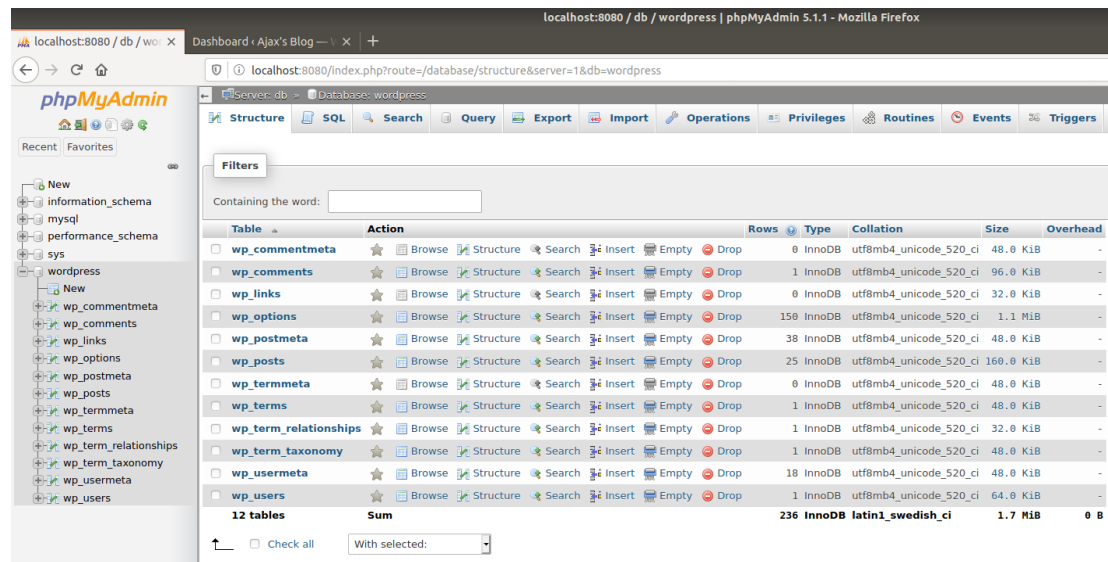 localhost:8080 / db / wordpress | phpMyAdmin 5.1.1 - Mozilla Firefox
localhost:8080 / db / wor ×
Dashboard ‹ Ajax's Blog — × +
localhost:8080/index.php?route=/database/structure&server=1&db=wordpress
phpMyAdmin
Recent Favorites
New
information_schema
mysql
performance_schema
sys
wordpress
New
wp_commentmeta
wp_comments
wp_links
wp_options
wp_postmeta
wp_posts
wp_termmeta
wp_terms
wp_term_relationships
wp_term_taxonomy
wp_usermeta
wp_users
Server: db » Database: wordpress
Structure SQL Search Query Export Import Operations Privileges Routines Events Triggers
Filters
Containing the word:
Table Action Rows Type Collation Size Overhead
wp_commentmeta Browse Structure Search Insert Empty Drop 0 InnoDB utf8mb4_unicode_520_ci 48.0 KiB -
wp_comments Browse Structure Search Insert Empty Drop 1 InnoDB utf8mb4_unicode_520_ci 96.0 KiB -
wp_links Browse Structure Search Insert Empty Drop 0 InnoDB utf8mb4_unicode_520_ci 32.0 KiB -
wp_options Browse Structure Search Insert Empty Drop 150 InnoDB utf8mb4_unicode_520_ci 1.1 MiB -
wp_postmeta Browse Structure Search Insert Empty Drop 38 InnoDB utf8mb4_unicode_520_ci 48.0 KiB -
wp_posts Browse Structure Search Insert Empty Drop 25 InnoDB utf8mb4_unicode_520_ci 160.0 KiB -
wp_termmeta Browse Structure Search Insert Empty Drop 0 InnoDB utf8mb4_unicode_520_ci 48.0 KiB -
wp_terms Browse Structure Search Insert Empty Drop 1 InnoDB utf8mb4_unicode_520_ci 48.0 KiB -
wp_term_relationships Browse Structure Search Insert Empty Drop 1 InnoDB utf8mb4_unicode_520_ci 32.0 KiB -
wp_term_taxonomy Browse Structure Search Insert Empty Drop 1 InnoDB utf8mb4_unicode_520_ci 48.0 KiB -
wp_usermeta Browse Structure Search Insert Empty Drop 18 InnoDB utf8mb4_unicode_520_ci 48.0 KiB -
wp_users Browse Structure Search Insert Empty Drop 1 InnoDB utf8mb4_unicode_520_ci 64.0 KiB -
12 tables Sum 236 InnoDB latin1_swedish_ci 1.7 MiB 0 B
Check all With selected: